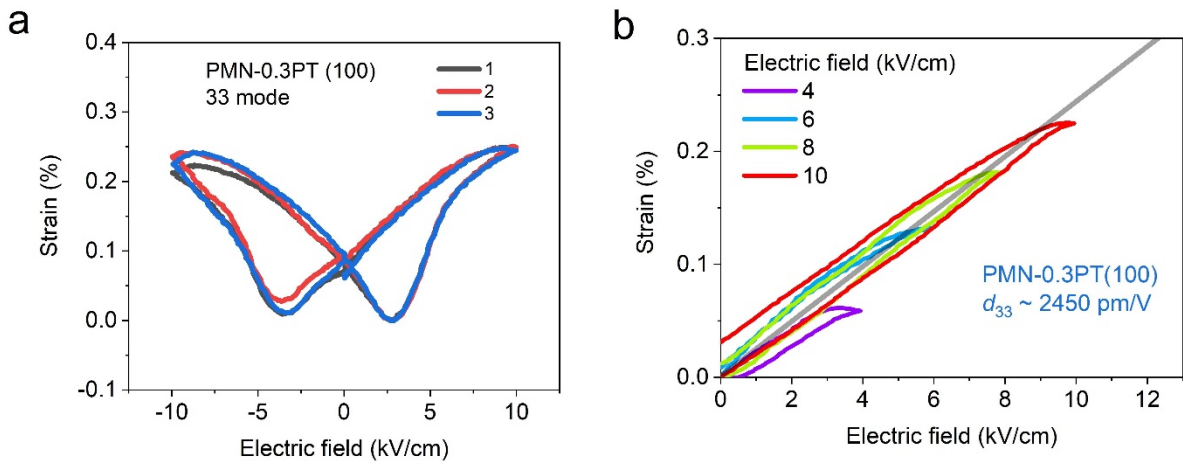 a
PMN-0.3PT (100)
33 mode
1
2
3
0.4
0.3
0.2
0.1
0.0
-0.1
-10
-5
0
5
10
Strain (%)
Electric field (kV/cm)
b
Electric field (kV/cm)
4
6
8
10
PMN-0.3PT(100)
d33 ~ 2450 pm/V
0.3
0.2
0.1
0.0
0
2
4
6
8
10
12
Strain (%)
Electric field (kV/cm)